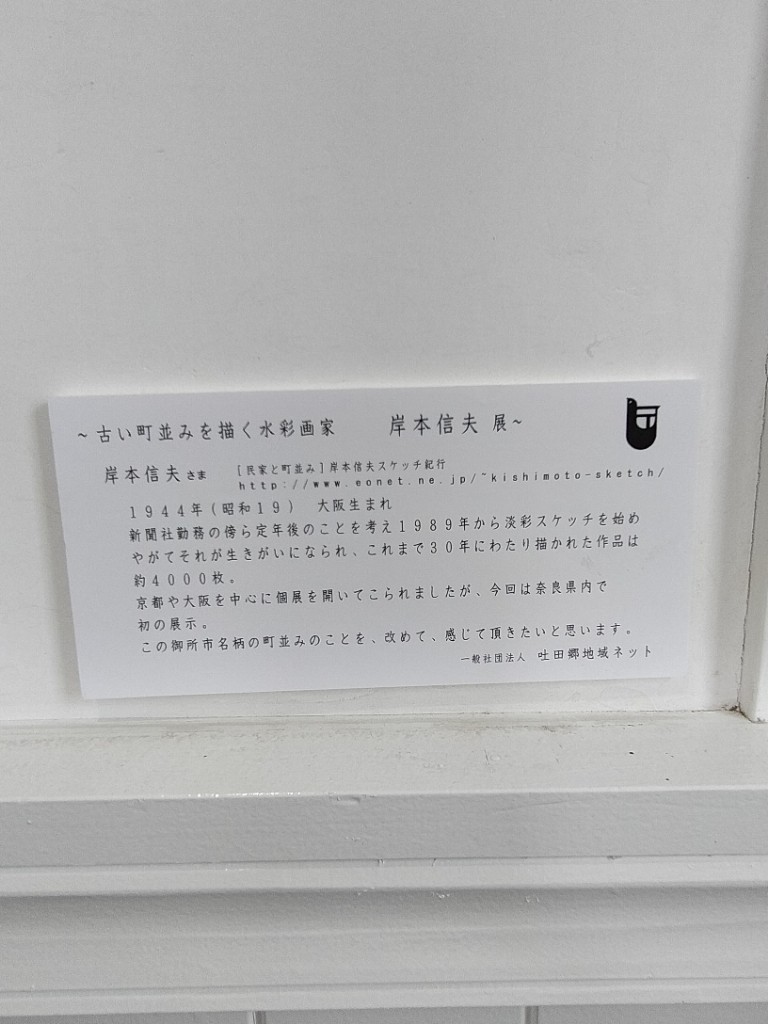 ~古い町並みを描く水彩画家　　岸本信夫 展~
岸本信夫さま　[民家と町並み]岸本信夫スケッチ紀行
http://www.eonet.ne.jp/~kishimoto-sketch/
1944年(昭和19)　大阪生まれ
新聞社勤務の傍ら定年後のことを考え1989年から淡彩スケッチを始め
やがてそれが生きがいになられ、これまで30年にわたり描かれた作品は
約4000枚。
京都や大阪を中心に個展を開いてこられましたが、今回は奈良県内で
初の展示。
この御所市名柄の町並みのことを、改めて、感じて頂きたいと思います。
一般社団法人　吐田郷地域ネット